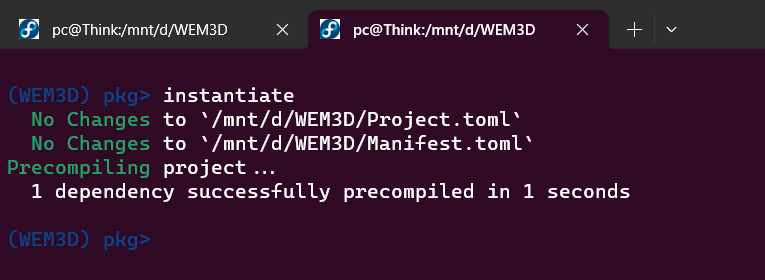 pc@Think:/mnt/d/WEM3D
pc@Think:/mnt/d/WEM3D
(WEM3D) pkg> instantiate
No Changes to `/mnt/d/WEM3D/Project.toml`
No Changes to `/mnt/d/WEM3D/Manifest.toml`
Precompiling project...
1 dependency successfully precompiled in 1 seconds
(WEM3D) pkg>